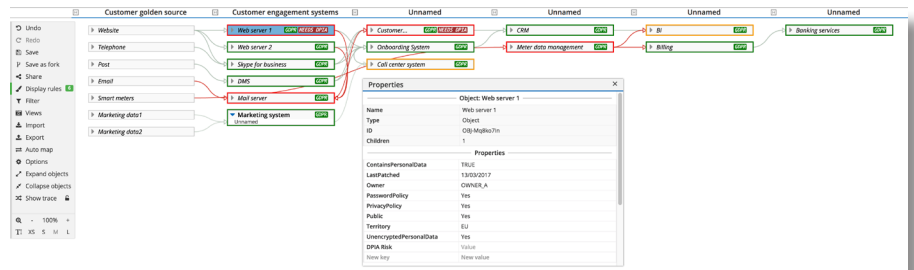 Customer golden source
Customer engagement systems
Unnamed
Unnamed
Unnamed
Unnamed
Undo
Redo
Save
Save as fork
Share
Display rules
Filter
Views
Import
Export
Auto map
Options
Expand objects
Collapse objects
Show trace
- 100% +
XS S M L
Website
Telephone
Post
Email
Smart meters
Marketing data1
Marketing data2
Web server 1 GDPR NEEDS DPIA
Web server 2 GDPR
Skype for business GDPR
DMS GDPR
Mail server GDPR
Marketing system GDPR
Unnamed
Customer... GDPR NEEDS DPIA
Onboarding System GDPR
Call center system GDPR
CRM GDPR
Meter data management GDPR
BI GDPR
Billing GDPR
Banking services GDPR
Properties
Object: Web server 1
Name Web server 1
Type Object
ID OBJ-Mq8ko7In
Children 1
Properties
ContainsPersonalData TRUE
LastPatched 13/03/2017
Owner OWNER_A
PasswordPolicy Yes
PrivacyPolicy Yes
Public Yes
Territory EU
UnencryptedPersonalData Yes
DPIA Risk Value
New key New value